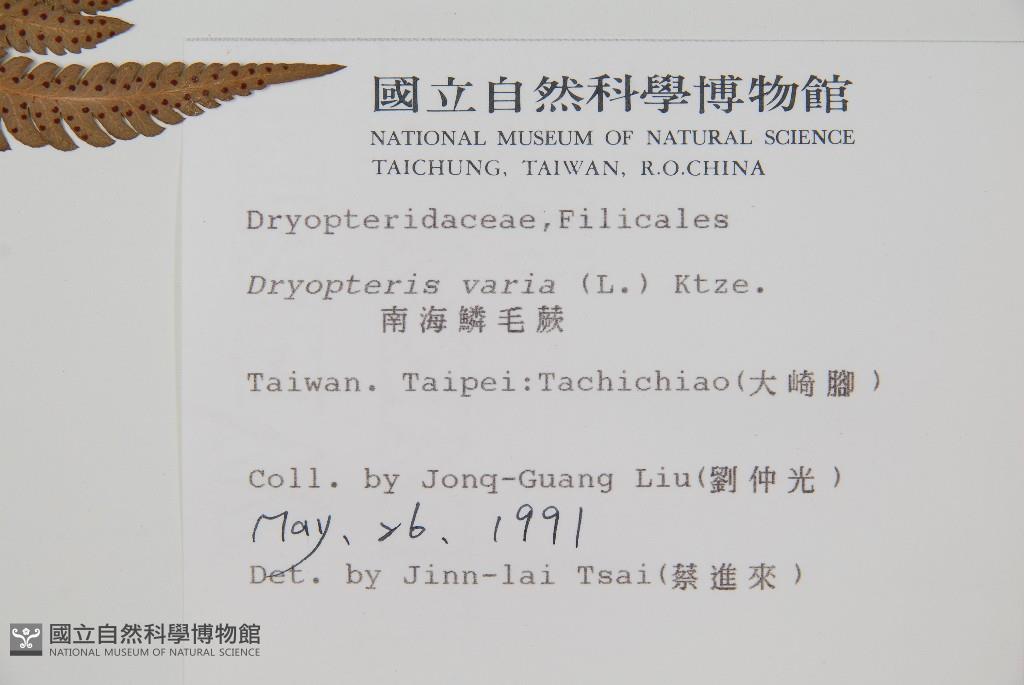 國立自然科學博物館
NATIONAL MUSEUM OF NATURAL SCIENCE
TAICHUNG, TAIWAN, R.O.CHINA
Dryopteridaceae,Filicales
Dryopteris varia (L.) Ktze.
南海鱗毛蕨
Taiwan. Taipei:Tachichiao(大崎腳)
Coll. by Jonq-Guang Liu(劉仲光)
May、26、1991
Det. by Jinn-lai Tsai(蔡進來)
國立自然科學博物館
NATIONAL MUSEUM OF NATURAL SCIENCE